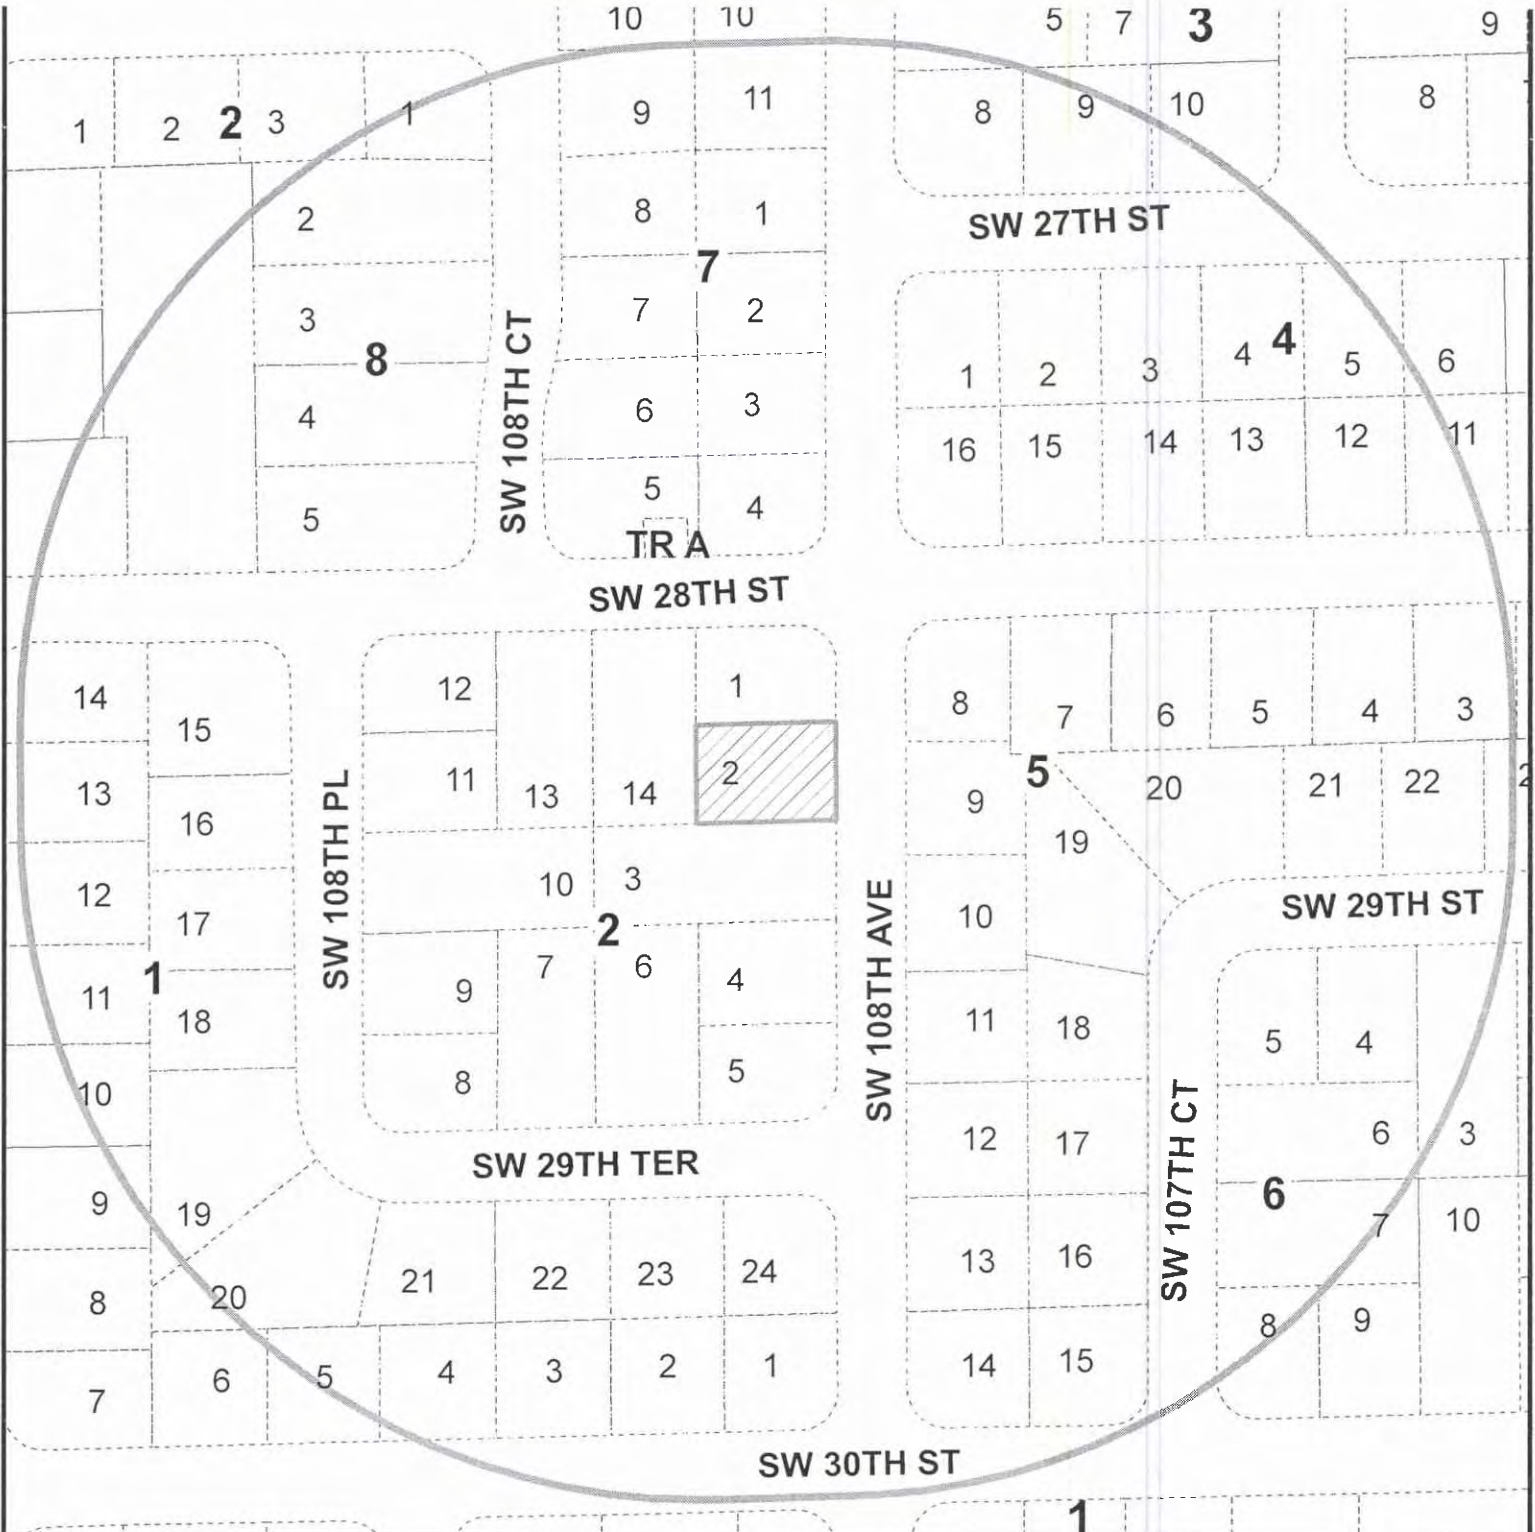 10 10 5 7 3 9
1 2 2 3 1 9 11 8 9 10 8
2 8 1
SW 27TH ST
7
3 7 2
8 4
1 2 3 4 5 6
SW 108TH CT
4 6 3
16 15 14 13 12 11
5 5 4
TR A
SW 28TH ST
14 15 12 1 8 7 6 5 4 3
13 16 11 13 14 2 9 5 20 21 22 2
19
SW 108TH PL
12 17 10 3 10
SW 29TH ST
2
SW 108TH AVE
1
11 18 9 7 6 4 11 18 5 4
10 8 5
SW 107TH CT
12 17 6 3
SW 29TH TER
9 19 6 7 10
8 20 21 22 23 24 13 16
8 9
7 6 5 4 3 2 1 14 15
SW 30TH ST
1